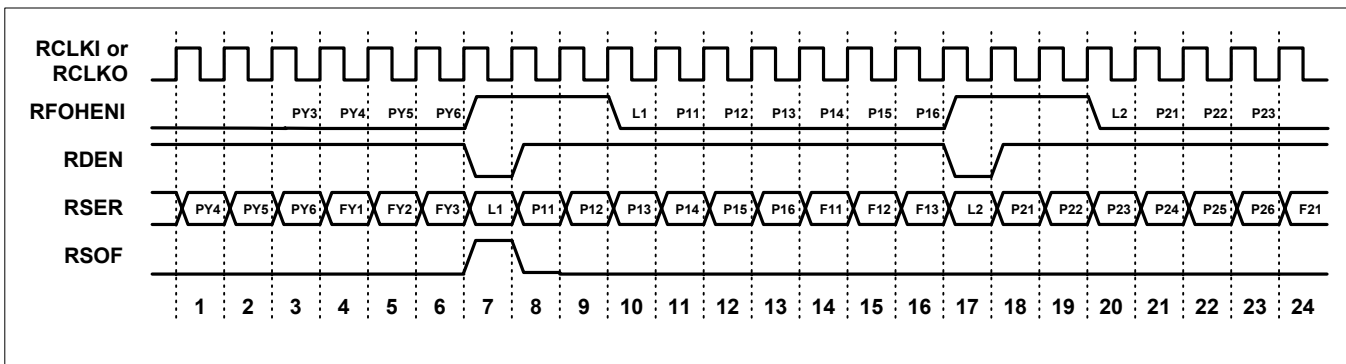 RCLKI or
RCLKO
RFOHENI PY3 PY4 PY5 PY6 L1 P11 P12 P13 P14 P15 P16 L2 P21 P22 P23
RDEN
RSER PY4 PY5 PY6 FY1 FY2 FY3 L1 P11 P12 P13 P14 P15 P16 F11 F12 F13 L2 P21 P22 P23 P24 P25 P26 F21
RSOF
1 2 3 4 5 6 7 8 9 10 11 12 13 14 15 16 17 18 19 20 21 22 23 24